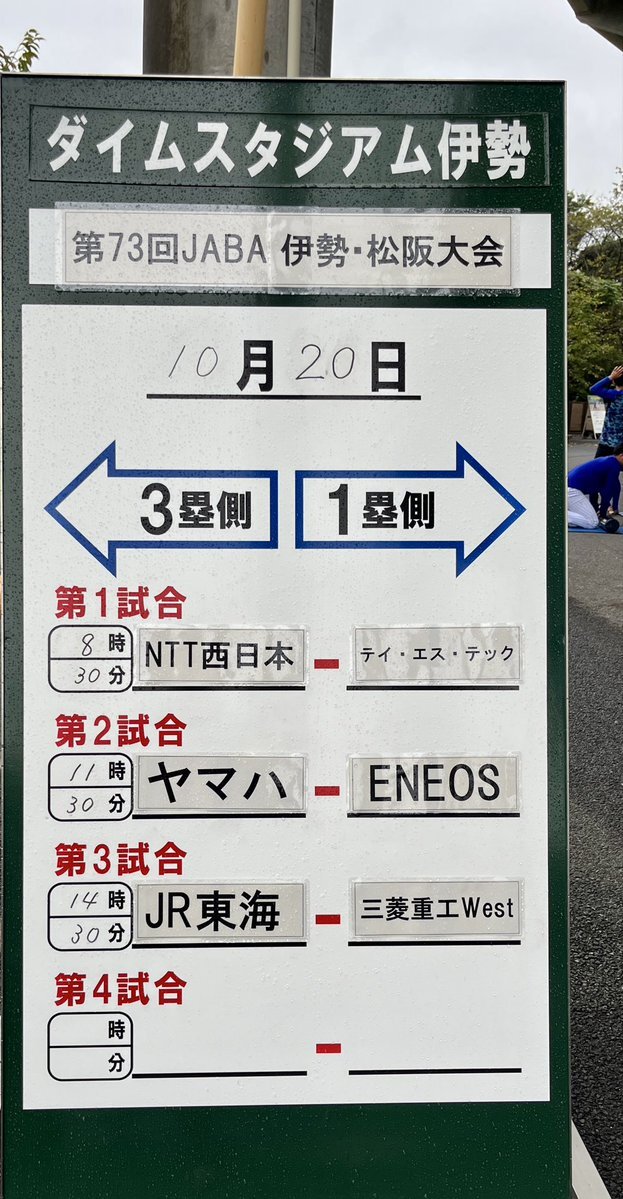 ダイムスタジアム伊勢
第73回JABA 伊勢・松阪大会
10月20日
3塁側 1塁側
第1試合
8時30分 NTT西日本 - テイ・エス・テック
第2試合
11時30分 ヤマハ - ENEOS
第3試合
14時30分 JR東海 - 三菱重工West
第4試合
時 分 -